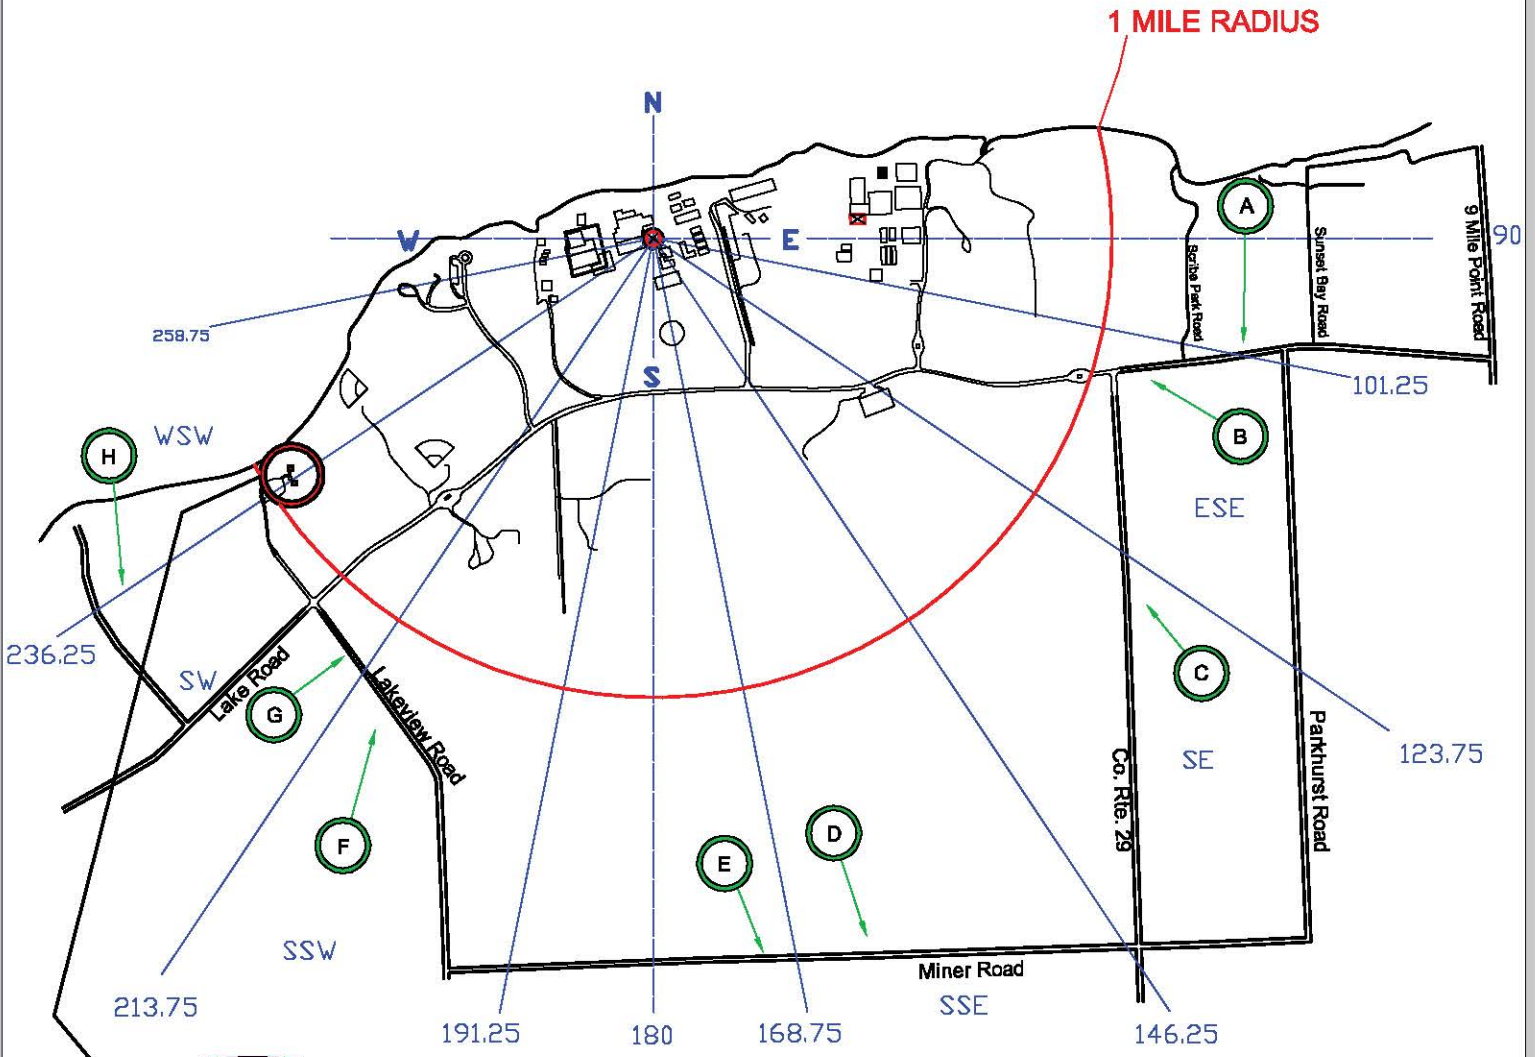 1 MILE RADIUS
N
A
W
E
90
Scriba Park Road
Sunset Bay Road
9 Mile Point Road
258.75
S
101.25
WSW
H
B
ESE
236.25
SW
Lake Road
G
Lakeview Road
C
SE
123.75
Co. Rte. 29
Parkhurst Road
F
E
D
SSW
Miner Road
213.75
SSE
191.25
180
168.75
146.25